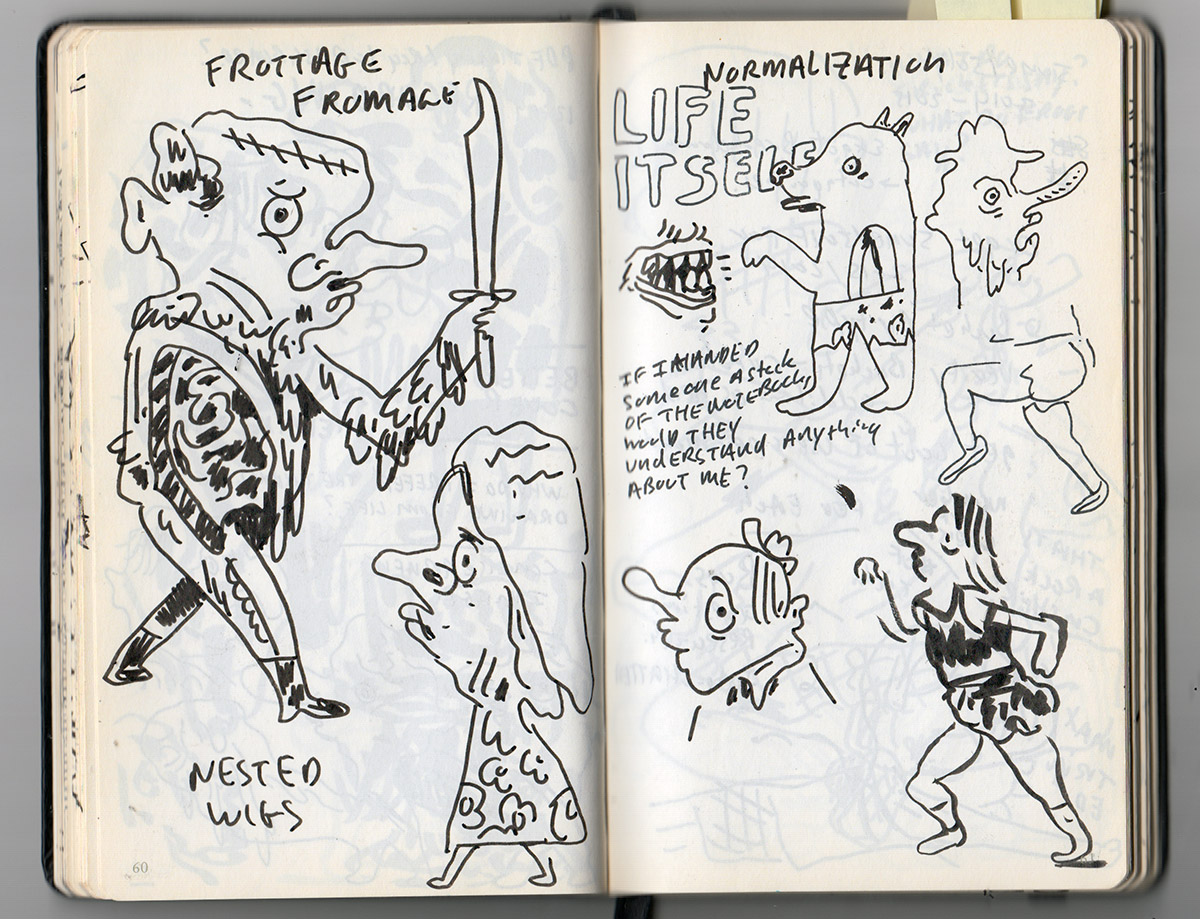 FROTTAGE
FROMAGE
NESTED
WIGS
60
NORMALIZATION
LIFE
ITSELF
IF I HANDED
someone A stack
OF THE NOTEBOOKS
would THEY
UNDERSTAND Anything
ABOUT ME?